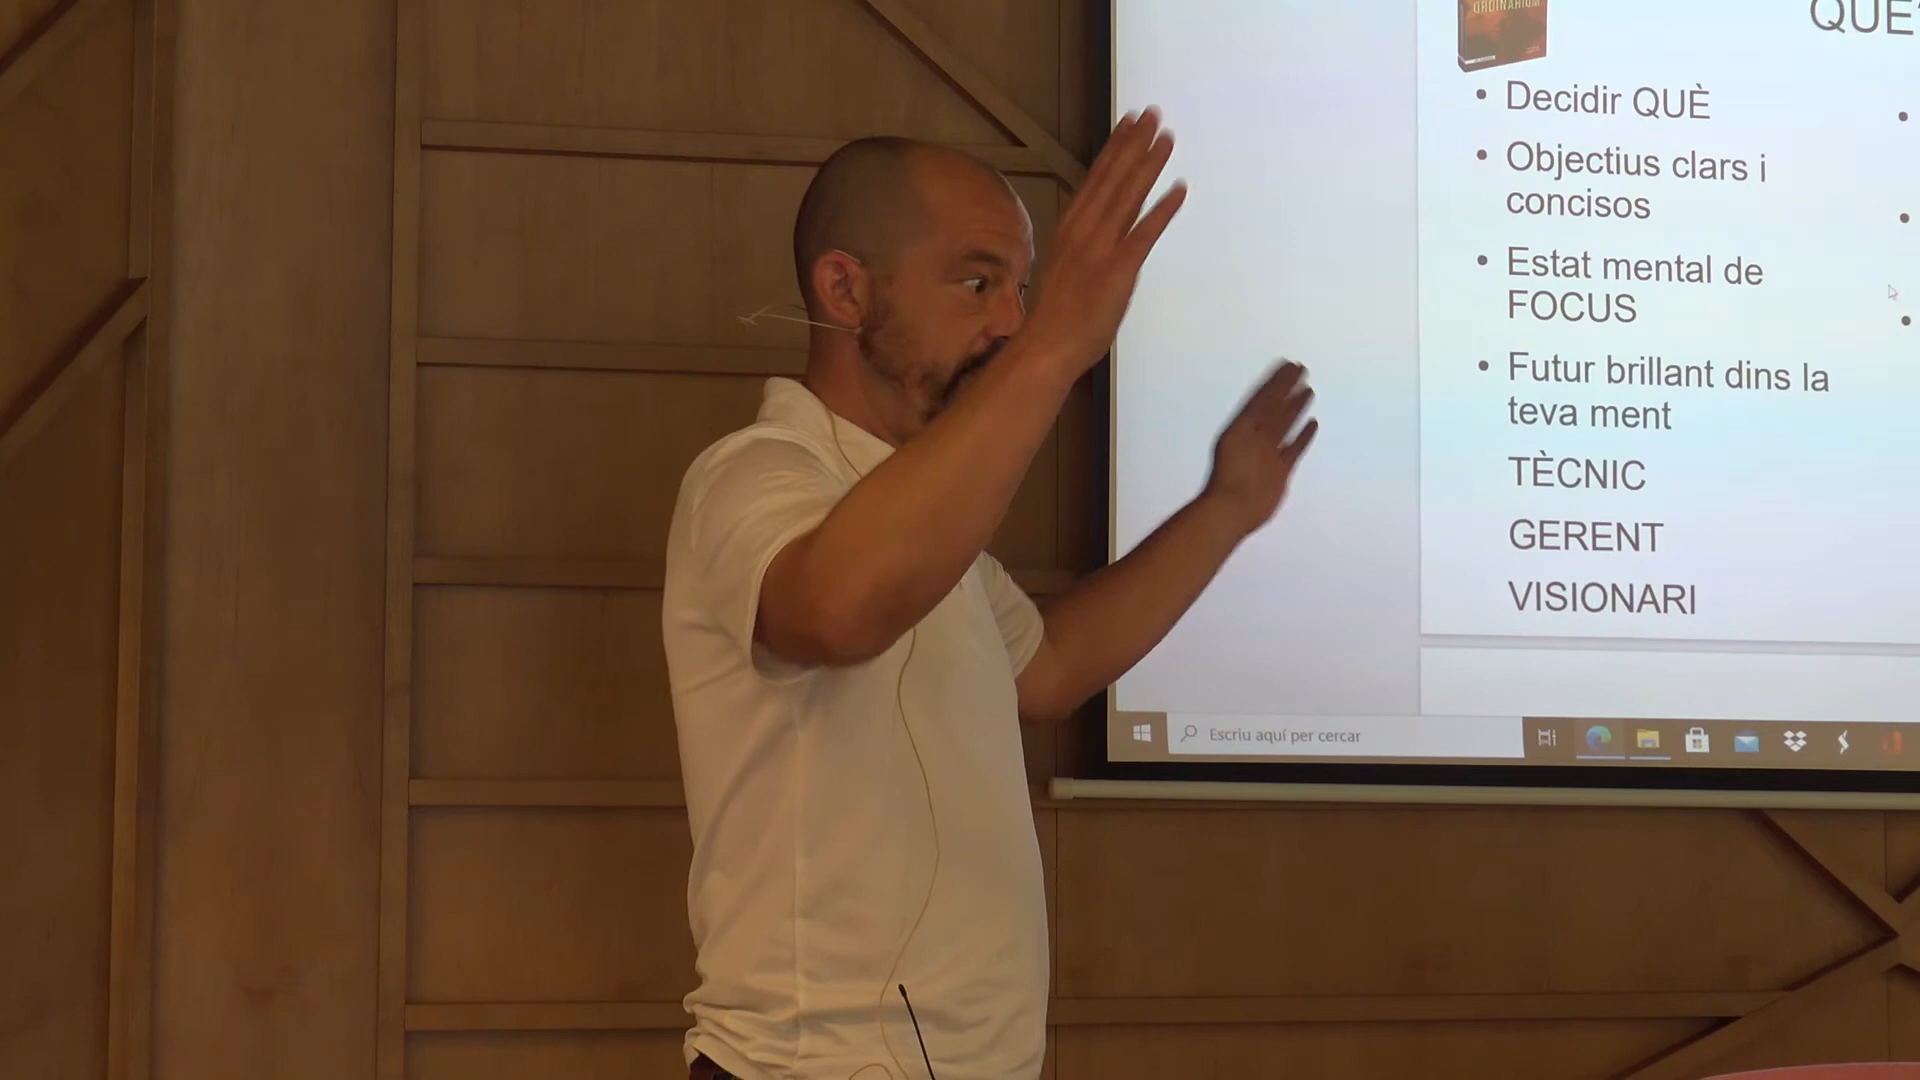 ORDINARIUM
QUÈ
• Decidir QUÈ
• Objectius clars i
concisos
• Estat mental de
FOCUS
• Futur brillant dins la
teva ment
TÈCNIC
GERENT
VISIONARI
Escriu aquí per cercar